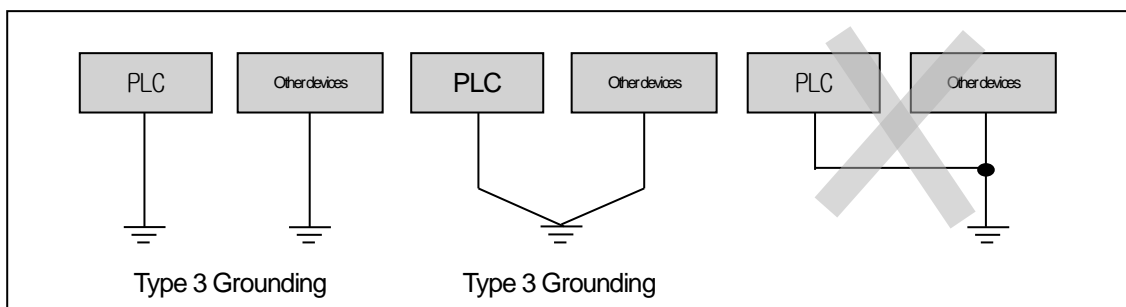 PLC
Other devices
PLC
Other devices
PLC
Other devices
Type 3 Grounding
Type 3 Grounding